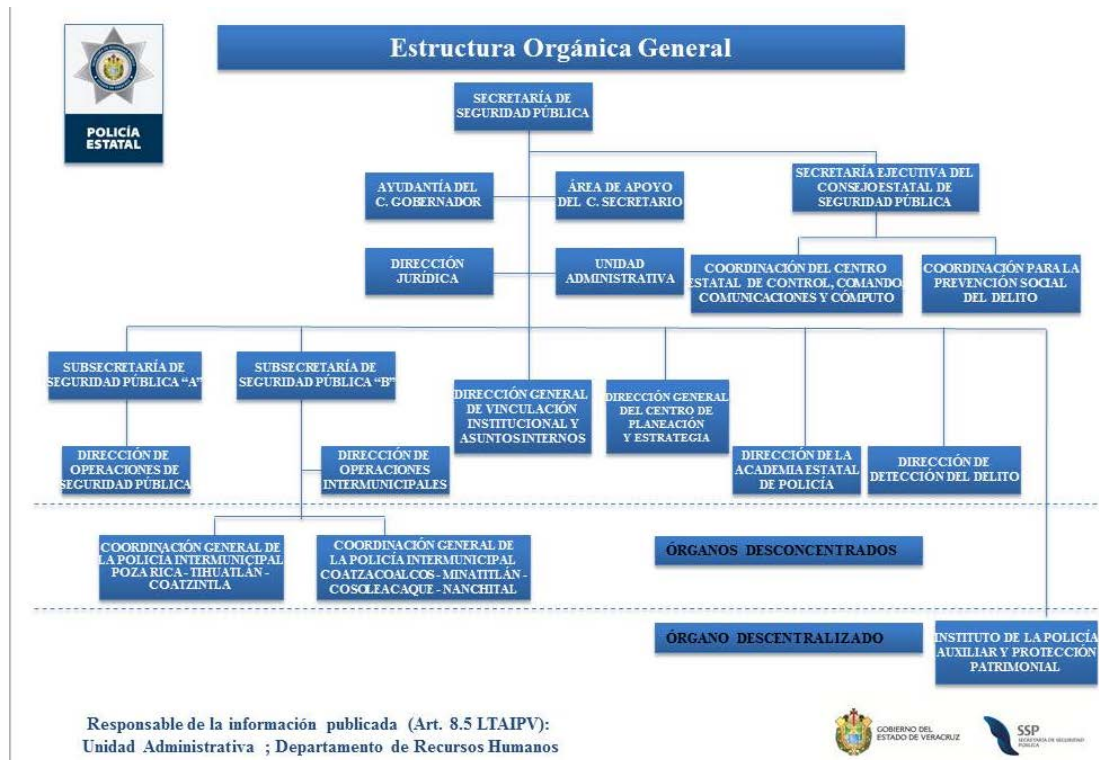 Estructura Orgánica General
POLICÍA
ESTATAL
SECRETARÍA DE
SEGURIDAD PÚBLICA
AYUDANTÍA DEL
C. GOBERNADOR
ÁREA DE APOYO
DEL C. SECRETARIO
SECRETARÍA EJECUTIVA DEL
CONSEJO ESTATAL DE
SEGURIDAD PÚBLICA
DIRECCIÓN
JURÍDICA
UNIDAD
ADMINISTRATIVA
COORDINACIÓN DEL CENTRO
ESTATAL DE CONTROL, COMANDO,
COMUNICACIONES Y CÓMPUTO
COORDINACIÓN PARA LA
PREVENCIÓN SOCIAL
DEL DELITO
SUBSECRETARÍA DE
SEGURIDAD PÚBLICA “A”
SUBSECRETARÍA DE
SEGURIDAD PÚBLICA “B”
DIRECCIÓN GENERAL
DE VINCULACIÓN
INSTITUCIONAL Y
ASUNTOS INTERNOS
DIRECCIÓN GENERAL
DEL CENTRO DE
PLANEACIÓN
Y ESTRATEGIA
DIRECCIÓN DE
OPERACIONES DE
SEGURIDAD PÚBLICA
DIRECCIÓN DE
OPERACIONES
INTERMUNICIPALES
DIRECCIÓN DE LA
ACADEMIA ESTATAL
DE POLICÍA
DIRECCIÓN DE
DETECCIÓN DEL DELITO
COORDINACIÓN GENERAL DE
LA POLICÍA INTERMUNICIPAL
POZA RICA - TIHUATLÁN -
COATZINTLA
COORDINACIÓN GENERAL DE
LA POLICÍA INTERMUNICIPAL
COATZACOALCOS - MINATITLÁN -
COSOLEACAQUE - NANCHITAL
ÓRGANOS DESCONCENTRADOS
ÓRGANO DESCENTRALIZADO
INSTITUTO DE LA POLICÍA
AUXILIAR Y PROTECCIÓN
PATRIMONIAL
Responsable de la información publicada (Art. 8.5 LTAIPV):
Unidad Administrativa ; Departamento de Recursos Humanos
GOBIERNO DEL
ESTADO DE VERACRUZ
SSP
SECRETARÍA DE SEGURIDAD
PÚBLICA